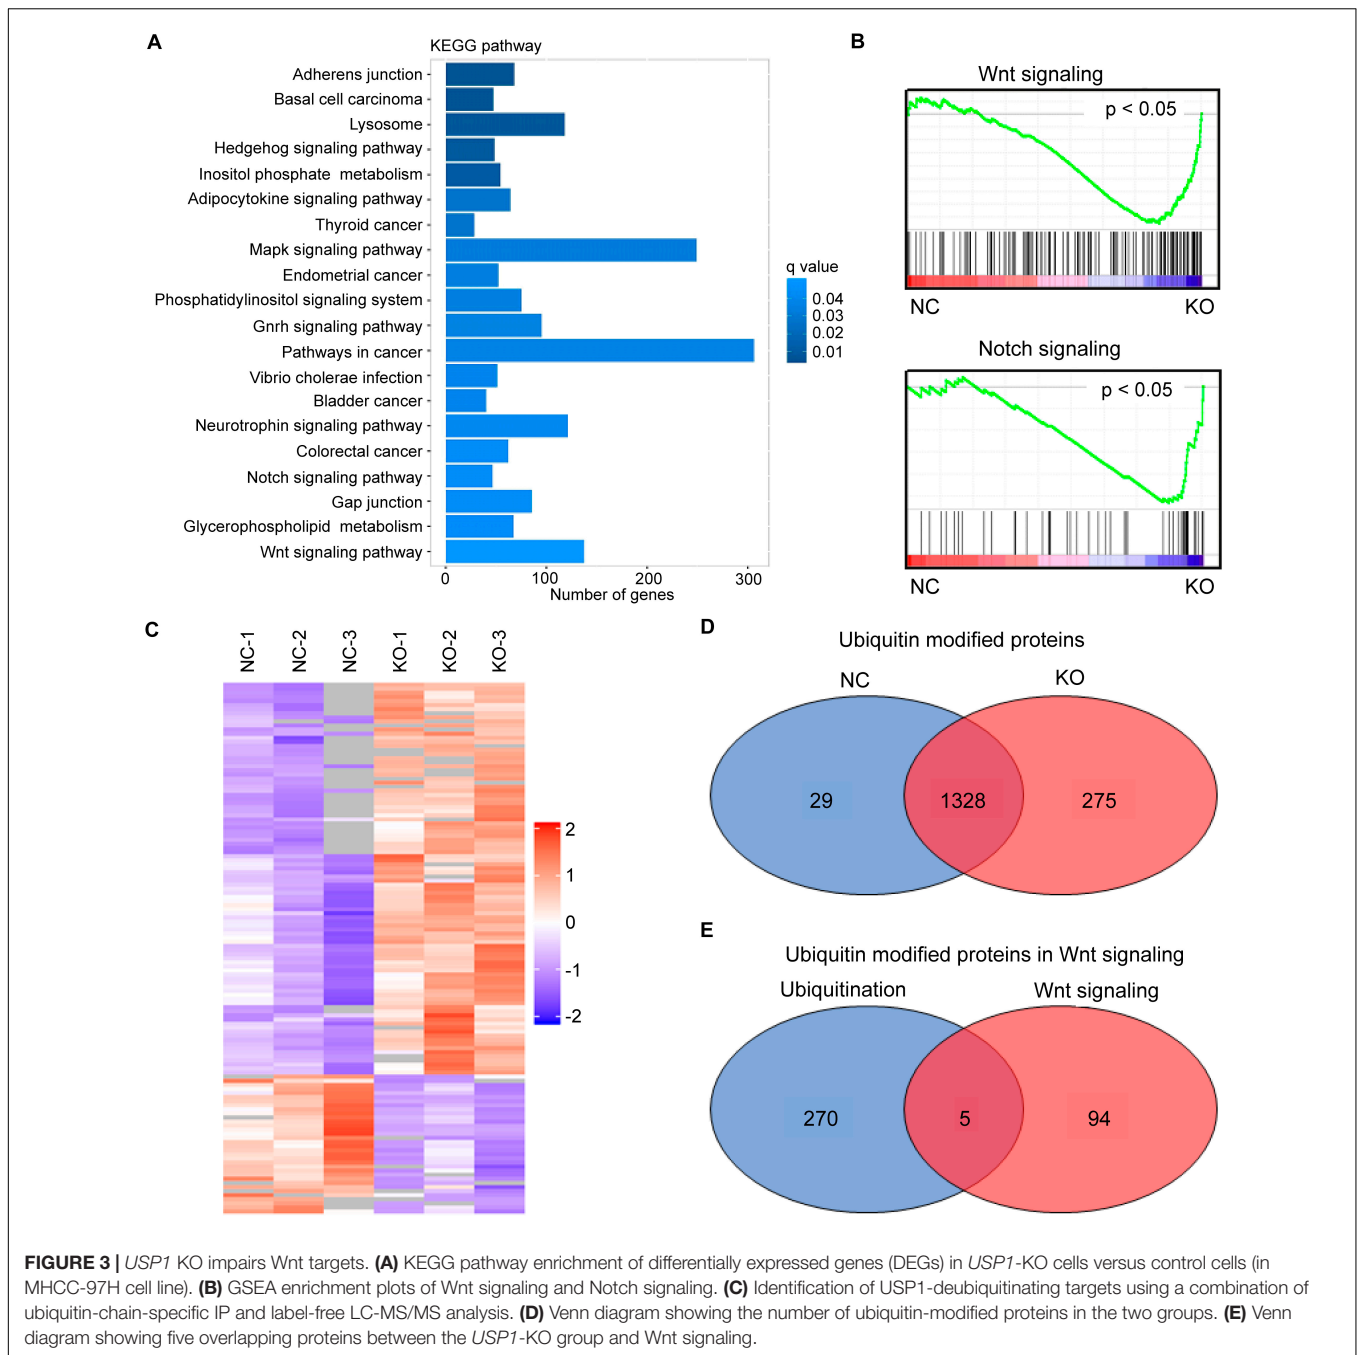 A
KEGG pathway
Adherens junction
Basal cell carcinoma
Lysosome
Hedgehog signaling pathway
Inositol phosphate metabolism
Adipocytokine signaling pathway
Thyroid cancer
Mapk signaling pathway
Endometrial cancer
Phosphatidylinositol signaling system
Gnrh signaling pathway
Pathways in cancer
Vibrio cholerae infection
Bladder cancer
Neurotrophin signaling pathway
Colorectal cancer
Notch signaling pathway
Gap junction
Glycerophospholipid metabolism
Wnt signaling pathway
0 100 200 300
Number of genes
q value
0.04
0.03
0.02
0.01
B
Wnt signaling
p < 0.05
NC KO
Notch signaling
p < 0.05
NC KO
C
NC-1 NC-2 NC-3 KO-1 KO-2 KO-3
2
1
0
-1
-2
D
Ubiquitin modified proteins
NC KO
29 1328 275
E
Ubiquitin modified proteins in Wnt signaling
Ubiquitination Wnt signaling
270 5 94
FIGURE 3 | USP1 KO impairs Wnt targets. (A) KEGG pathway enrichment of differentially expressed genes (DEGs) in USP1-KO cells versus control cells (in
MHCC-97H cell line). (B) GSEA enrichment plots of Wnt signaling and Notch signaling. (C) Identification of USP1-deubiquitinating targets using a combination of
ubiquitin-chain-specific IP and label-free LC-MS/MS analysis. (D) Venn diagram showing the number of ubiquitin-modified proteins in the two groups. (E) Venn
diagram showing five overlapping proteins between the USP1-KO group and Wnt signaling.